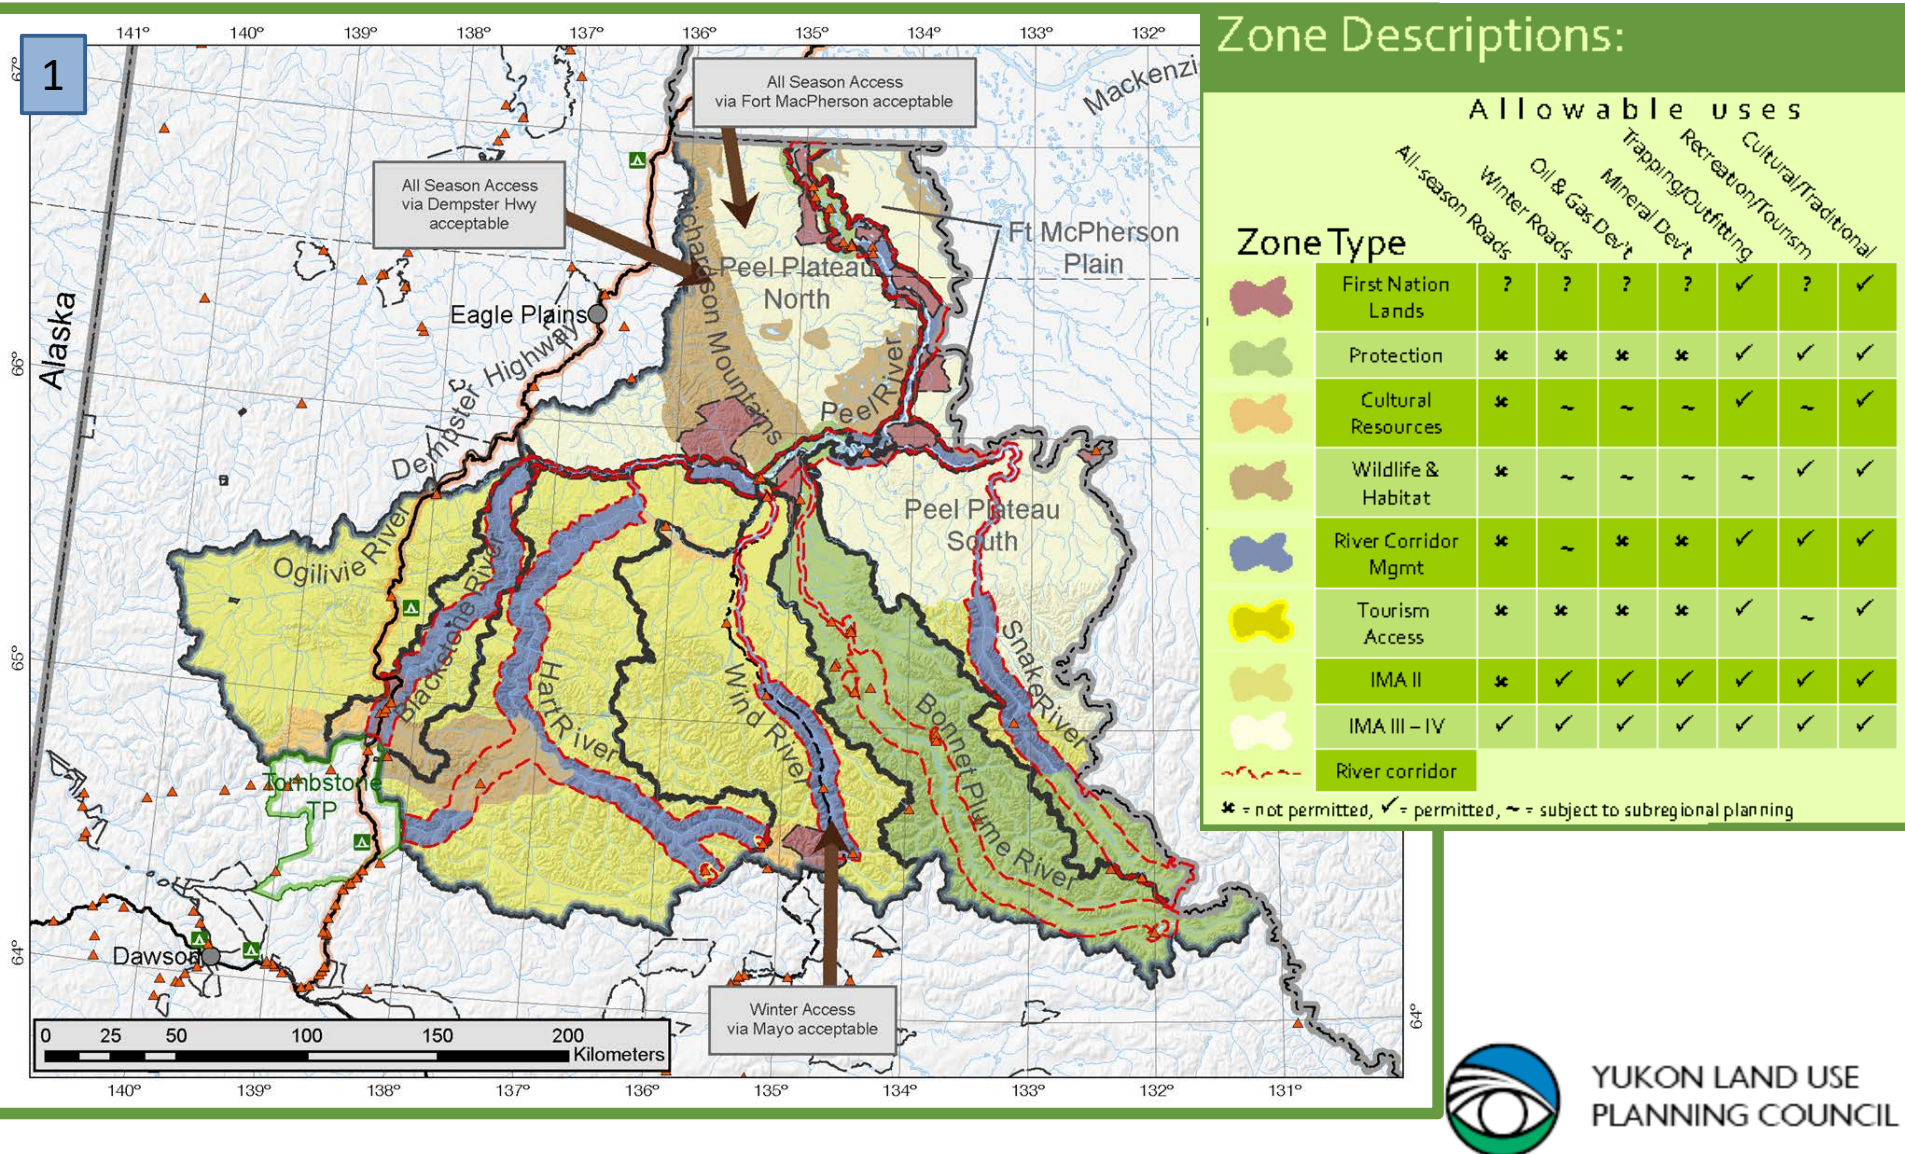 1
141° 140° 139° 138° 137° 136° 135° 134° 133° 132°
67°
All Season Access
via Fort MacPherson acceptable
Mackenzi
All Season Access
via Dempster Hwy
acceptable
Richardson Mountains
Ft McPherson
Plain
Peel Plateau
North
Eagle Plains
Alaska
66°
Dempster Highway
Peel River
Peel Plateau
South
Ogilivie River
Blackstone River
65°
Hart River
Wind River
Snake River
Bonnet Plume River
Tombstone
TP
Dawson
64°
Winter Access
via Mayo acceptable
64°
0 25 50 100 150 200
Kilometers
140° 139° 138° 137° 136° 135° 134° 133° 132° 131°
Zone Descriptions:
Allowable uses
Zone Type
All-season Roads
Winter Roads
Oil & Gas Dev't
Mineral Dev't
Trapping/Outfitting
Recreation/Tourism
Cultural/Traditional
First Nation
Lands
? ? ? ? ✓ ? ✓
Protection
✖ ✖ ✖ ✖ ✓ ✓ ✓
Cultural
Resources
✖ ~ ~ ~ ✓ ~ ✓
Wildlife &
Habitat
✖ ~ ~ ~ ~ ✓ ✓
River Corridor
Mgmt
✖ ~ ✖ ✖ ✓ ✓ ✓
Tourism
Access
✖ ✖ ✖ ✖ ✓ ~ ✓
IMA II
✖ ✓ ✓ ✓ ✓ ✓ ✓
IMA III – IV
✓ ✓ ✓ ✓ ✓ ✓ ✓
River corridor
✖ = not permitted, ✓ = permitted, ~ = subject to subregional planning
YUKON LAND USE
PLANNING COUNCIL